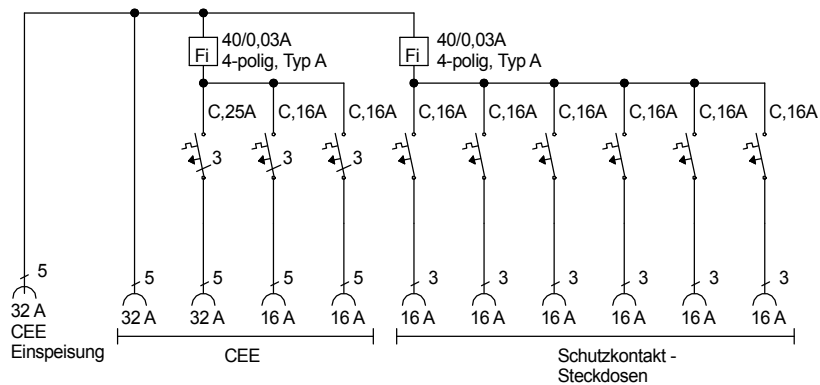 40/0,03A
Fi
4-polig, Typ A
40/0,03A
Fi
4-polig, Typ A
C,25A
C,16A
C,16A
C,16A
C,16A
C,16A
C,16A
C,16A
C,16A
3
3
3
5
5
5
5
5
3
3
3
3
3
3
32 A
32 A
32 A
16 A
16 A
16 A
16 A
16 A
16 A
16 A
16 A
CEE
Einspeisung
CEE
Schutzkontakt -
Steckdosen